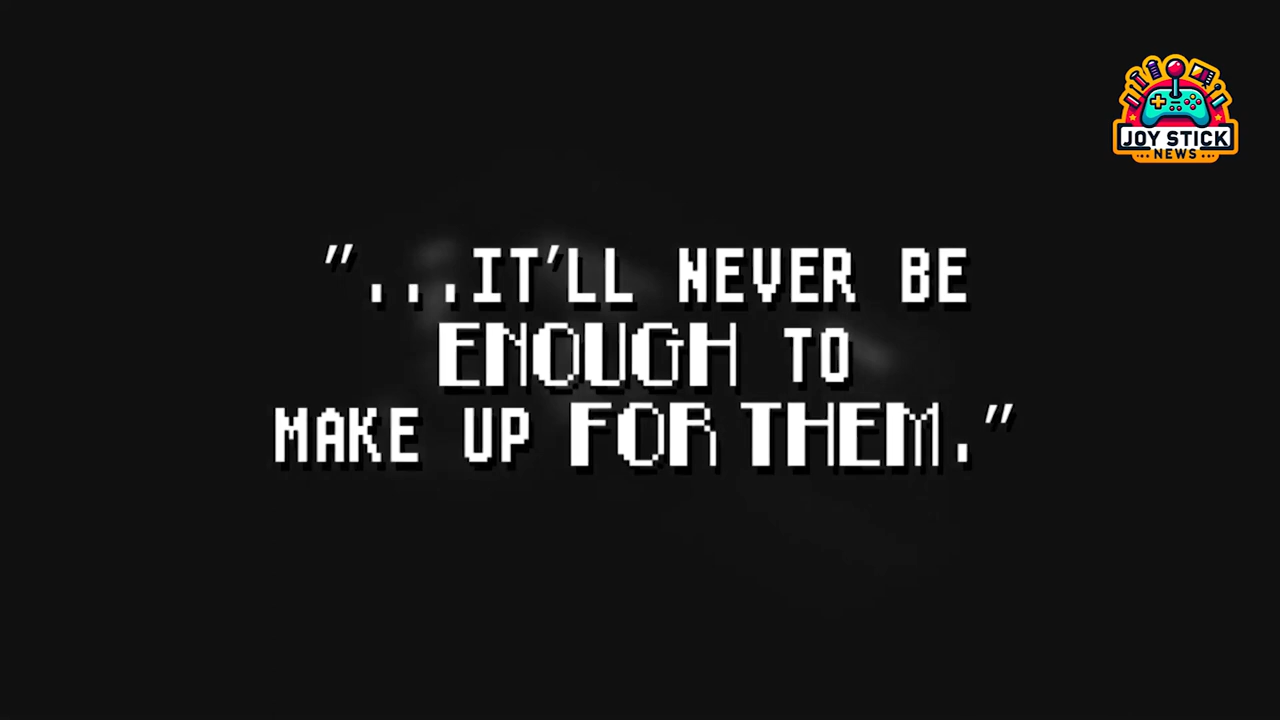 "...IT'LL NEVER BE
ENOUGH TO
MAKE UP FOR THEM."
JOY STICK
NEWS